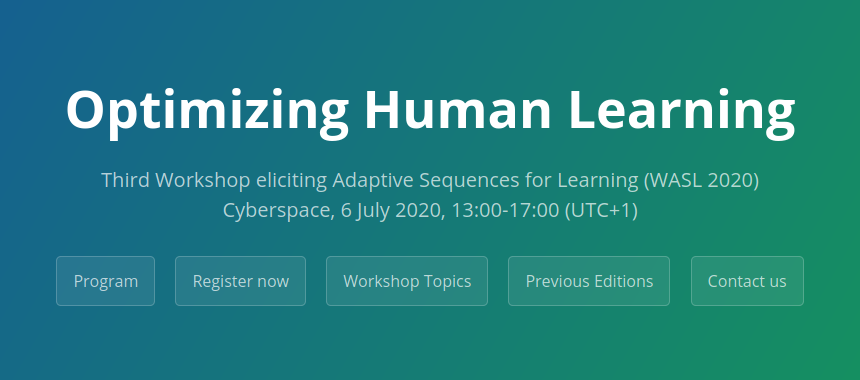 Optimizing Human Learning
Third Workshop eliciting Adaptive Sequences for Learning (WASL 2020)
Cyberspace, 6 July 2020, 13:00-17:00 (UTC+1)
Program Register now Workshop Topics Previous Editions Contact us